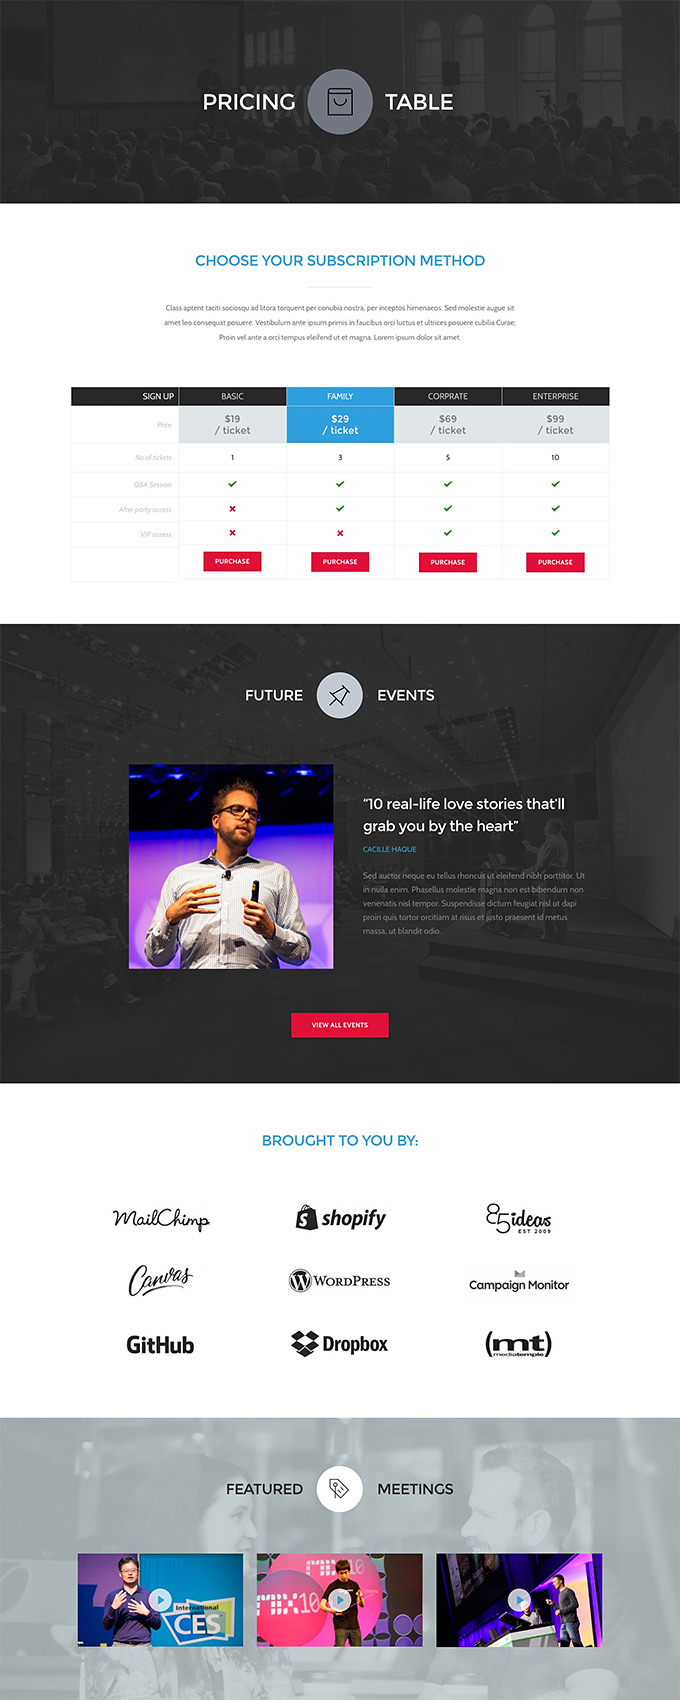 PRICING TABLE
CHOOSE YOUR SUBSCRIPTION METHOD
Class aptent taciti sociosqu ad litora torquent per conubia nostra, per inceptos himenaeos. Sed molestie augue sit
amet leo consequat posuere. Vestibulum ante ipsum primis in faucibus orci luctus et ultrices posuere cubilia Curae;
Proin vel ante a orci tempus eleifend ut et magna. Lorem ipsum dolor sit amet.
SIGN UP BASIC FAMILY CORPRATE ENTERPRISE
Price $19 $29 $69 $99
/ ticket / ticket / ticket / ticket
No of tickets 1 3 5 10
Q&A Session
After party access
VIP access
PURCHASE PURCHASE PURCHASE PURCHASE
FUTURE EVENTS
“10 real-life love stories that’ll
grab you by the heart”
CACILLE HAQUE
Sed auctor neque eu tellus rhoncus ut eleifend nibh porttitor. Ut
in nulla enim. Phasellus molestie magna non est bibendum non
venenatis nisl tempor. Suspendisse dictum feugiat nisl ut dapi
proin quis tortor orcitiam at risus et justo praesent id metus
massa, ut blandit odio.
VIEW ALL EVENTS
BROUGHT TO YOU BY:
MailChimp shopify 85ideas
EST 2009
Canvas WORDPRESS Campaign Monitor
GitHub Dropbox (mt)
mediatemple
FEATURED MEETINGS
International
CES
MIX10